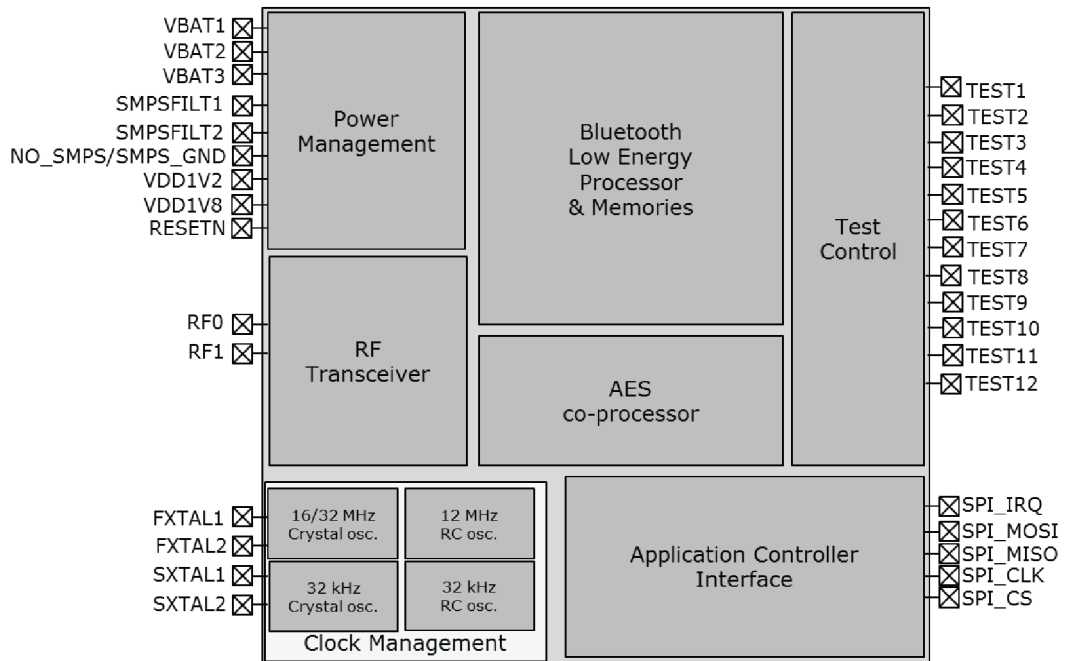 VBAT1
VBAT2
VBAT3
SMPSFILT1
SMPSFILT2
NO_SMPS/SMPS_GND
VDD1V2
VDD1V8
RESETN
RF0
RF1
FXTAL1
FXTAL2
SXTAL1
SXTAL2
Power
Management
RF
Transceiver
16/32 MHz
Crystal osc.
12 MHz
RC osc.
32 kHz
Crystal osc.
32 kHz
RC osc.
Clock Management
Bluetooth
Low Energy
Processor
& Memories
AES
co-processor
Application Controller
Interface
Test
Control
TEST1
TEST2
TEST3
TEST4
TEST5
TEST6
TEST7
TEST8
TEST9
TEST10
TEST11
TEST12
SPI_IRQ
SPI_MOSI
SPI_MISO
SPI_CLK
SPI_CS